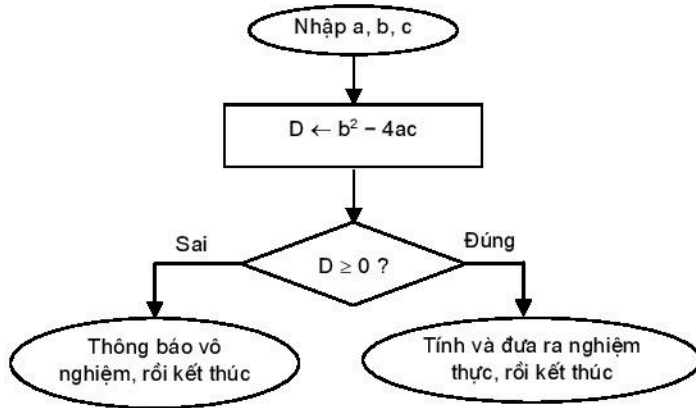 Nhập a, b, c
D ← b² − 4ac
Sai
Đúng
D ≥ 0 ?
Thông báo vô
nghiệm, rồi kết thúc
Tính và đưa ra nghiệm
thực, rồi kết thúc